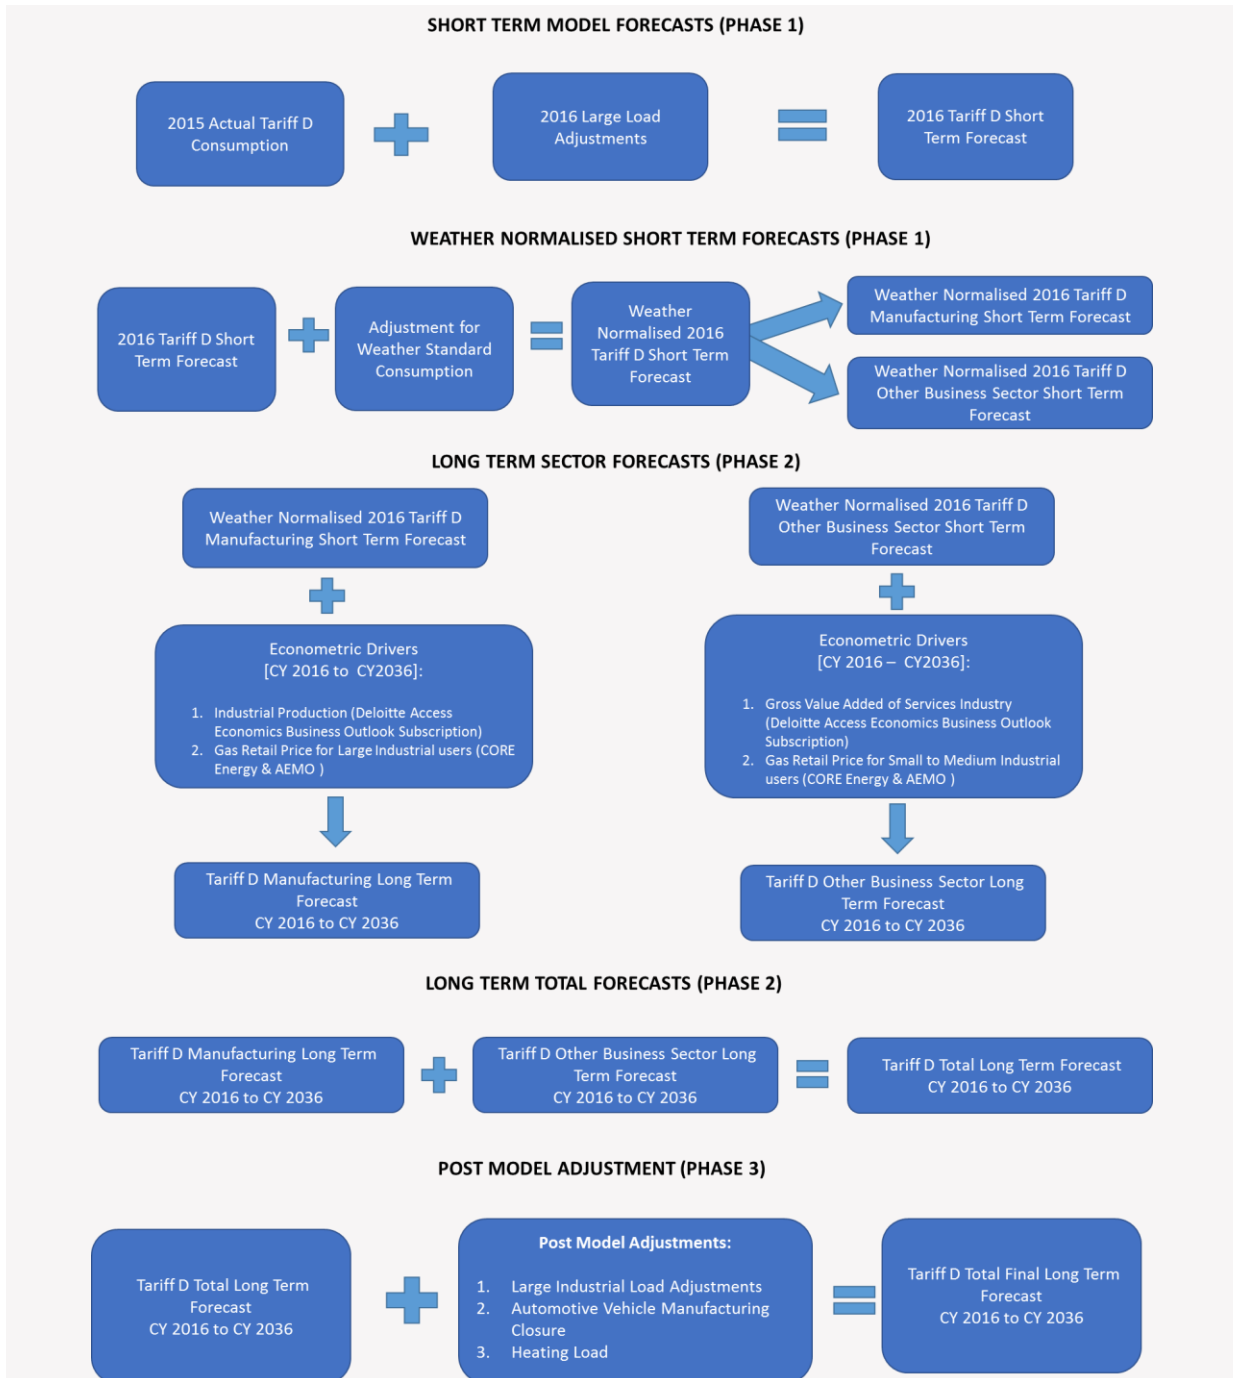 SHORT TERM MODEL FORECASTS (PHASE 1)
2015 Actual Tariff D
Consumption
2016 Large Load
Adjustments
2016 Tariff D Short
Term Forecast
WEATHER NORMALISED SHORT TERM FORECASTS (PHASE 1)
2016 Tariff D Short
Term Forecast
Adjustment for
Weather Standard
Consumption
Weather
Normalised 2016
Tariff D Short Term
Forecast
Weather Normalised 2016 Tariff D
Manufacturing Short Term Forecast
Weather Normalised 2016 Tariff D
Other Business Sector Short Term
Forecast
LONG TERM SECTOR FORECASTS (PHASE 2)
Weather Normalised 2016 Tariff D
Manufacturing Short Term Forecast
Econometric Drivers
[CY 2016 to CY2036]:
1. Industrial Production (Deloitte Access
Economics Business Outlook Subscription)
2. Gas Retail Price for Large Industrial users (CORE
Energy & AEMO )
Tariff D Manufacturing Long Term
Forecast
CY 2016 to CY 2036
Weather Normalised 2016 Tariff D
Other Business Sector Short Term
Forecast
Econometric Drivers
[CY 2016 – CY2036]:
1. Gross Value Added of Services Industry
(Deloitte Access Economics Business Outlook
Subscription)
2. Gas Retail Price for Small to Medium Industrial
users (CORE Energy & AEMO )
Tariff D Other Business Sector Long
Term Forecast
CY 2016 to CY 2036
LONG TERM TOTAL FORECASTS (PHASE 2)
Tariff D Manufacturing Long Term
Forecast
CY 2016 to CY 2036
Tariff D Other Business Sector Long
Term Forecast
CY 2016 to CY 2036
Tariff D Total Long Term Forecast
CY 2016 to CY 2036
POST MODEL ADJUSTMENT (PHASE 3)
Tariff D Total Long Term
Forecast
CY 2016 to CY 2036
Post Model Adjustments:
1. Large Industrial Load Adjustments
2. Automotive Vehicle Manufacturing
Closure
3. Heating Load
Tariff D Total Final Long Term
Forecast
CY 2016 to CY 2036